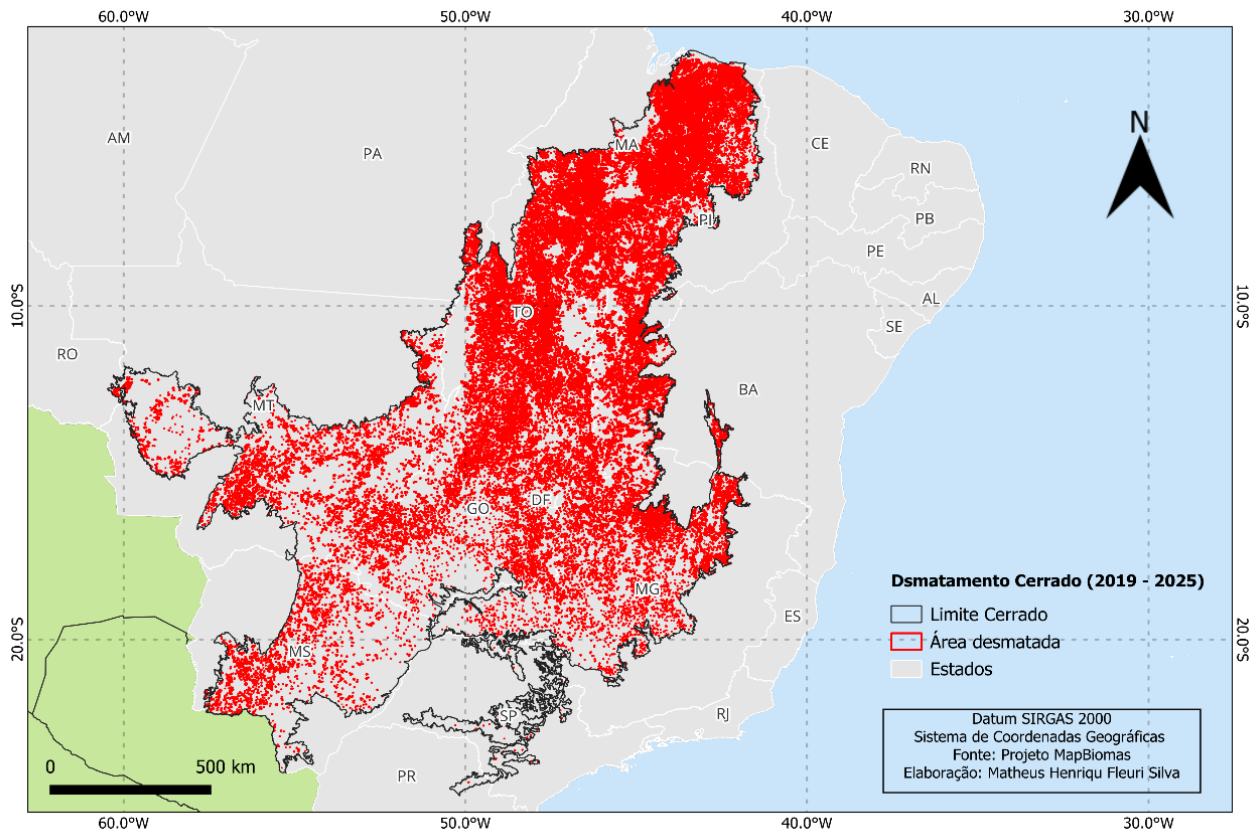 60.0°W 50.0°W 40.0°W 30.0°W
N
AM
PA
MA
CE
RN
PI
PB
PE
10.0°S
TO
AL
10.0°S
SE
RO
MT
BA
GO
DF
Dsmatamento Cerrado (2019 - 2025)
MG
Limite Cerrado
ES
20.0°S
Área desmatada
20.0°S
MS
Estados
SP
RJ
Datum SIRGAS 2000
Sistema de Coordenadas Geográficas
Fonte: Projeto MapBiomas
Elaboração: Matheus Henriqu Fleuri Silva
0 500 km
PR
60.0°W 50.0°W 40.0°W 30.0°W